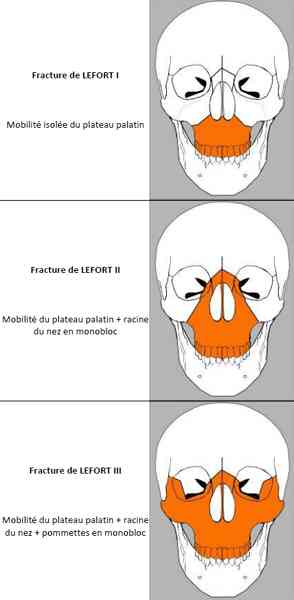 Fracture de LEFORT I
Mobilité isolée du plateau palatin
Fracture de LEFORT II
Mobilité du plateau palatin + racine
du nez en monobloc
Fracture de LEFORT III
Mobilité du plateau palatin + racine
du nez + pommettes en monobloc